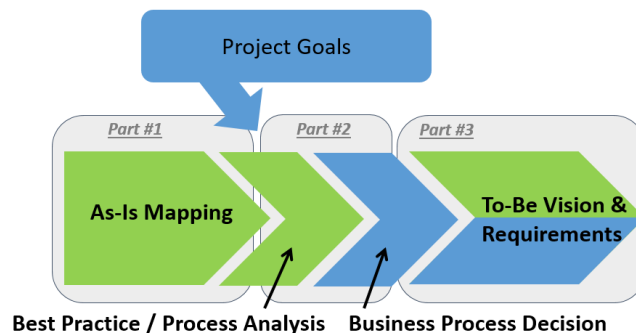 Project Goals
Part #1
Part #2
Part #3
As-Is Mapping
To-Be Vision &
Requirements
Best Practice / Process Analysis
Business Process Decision